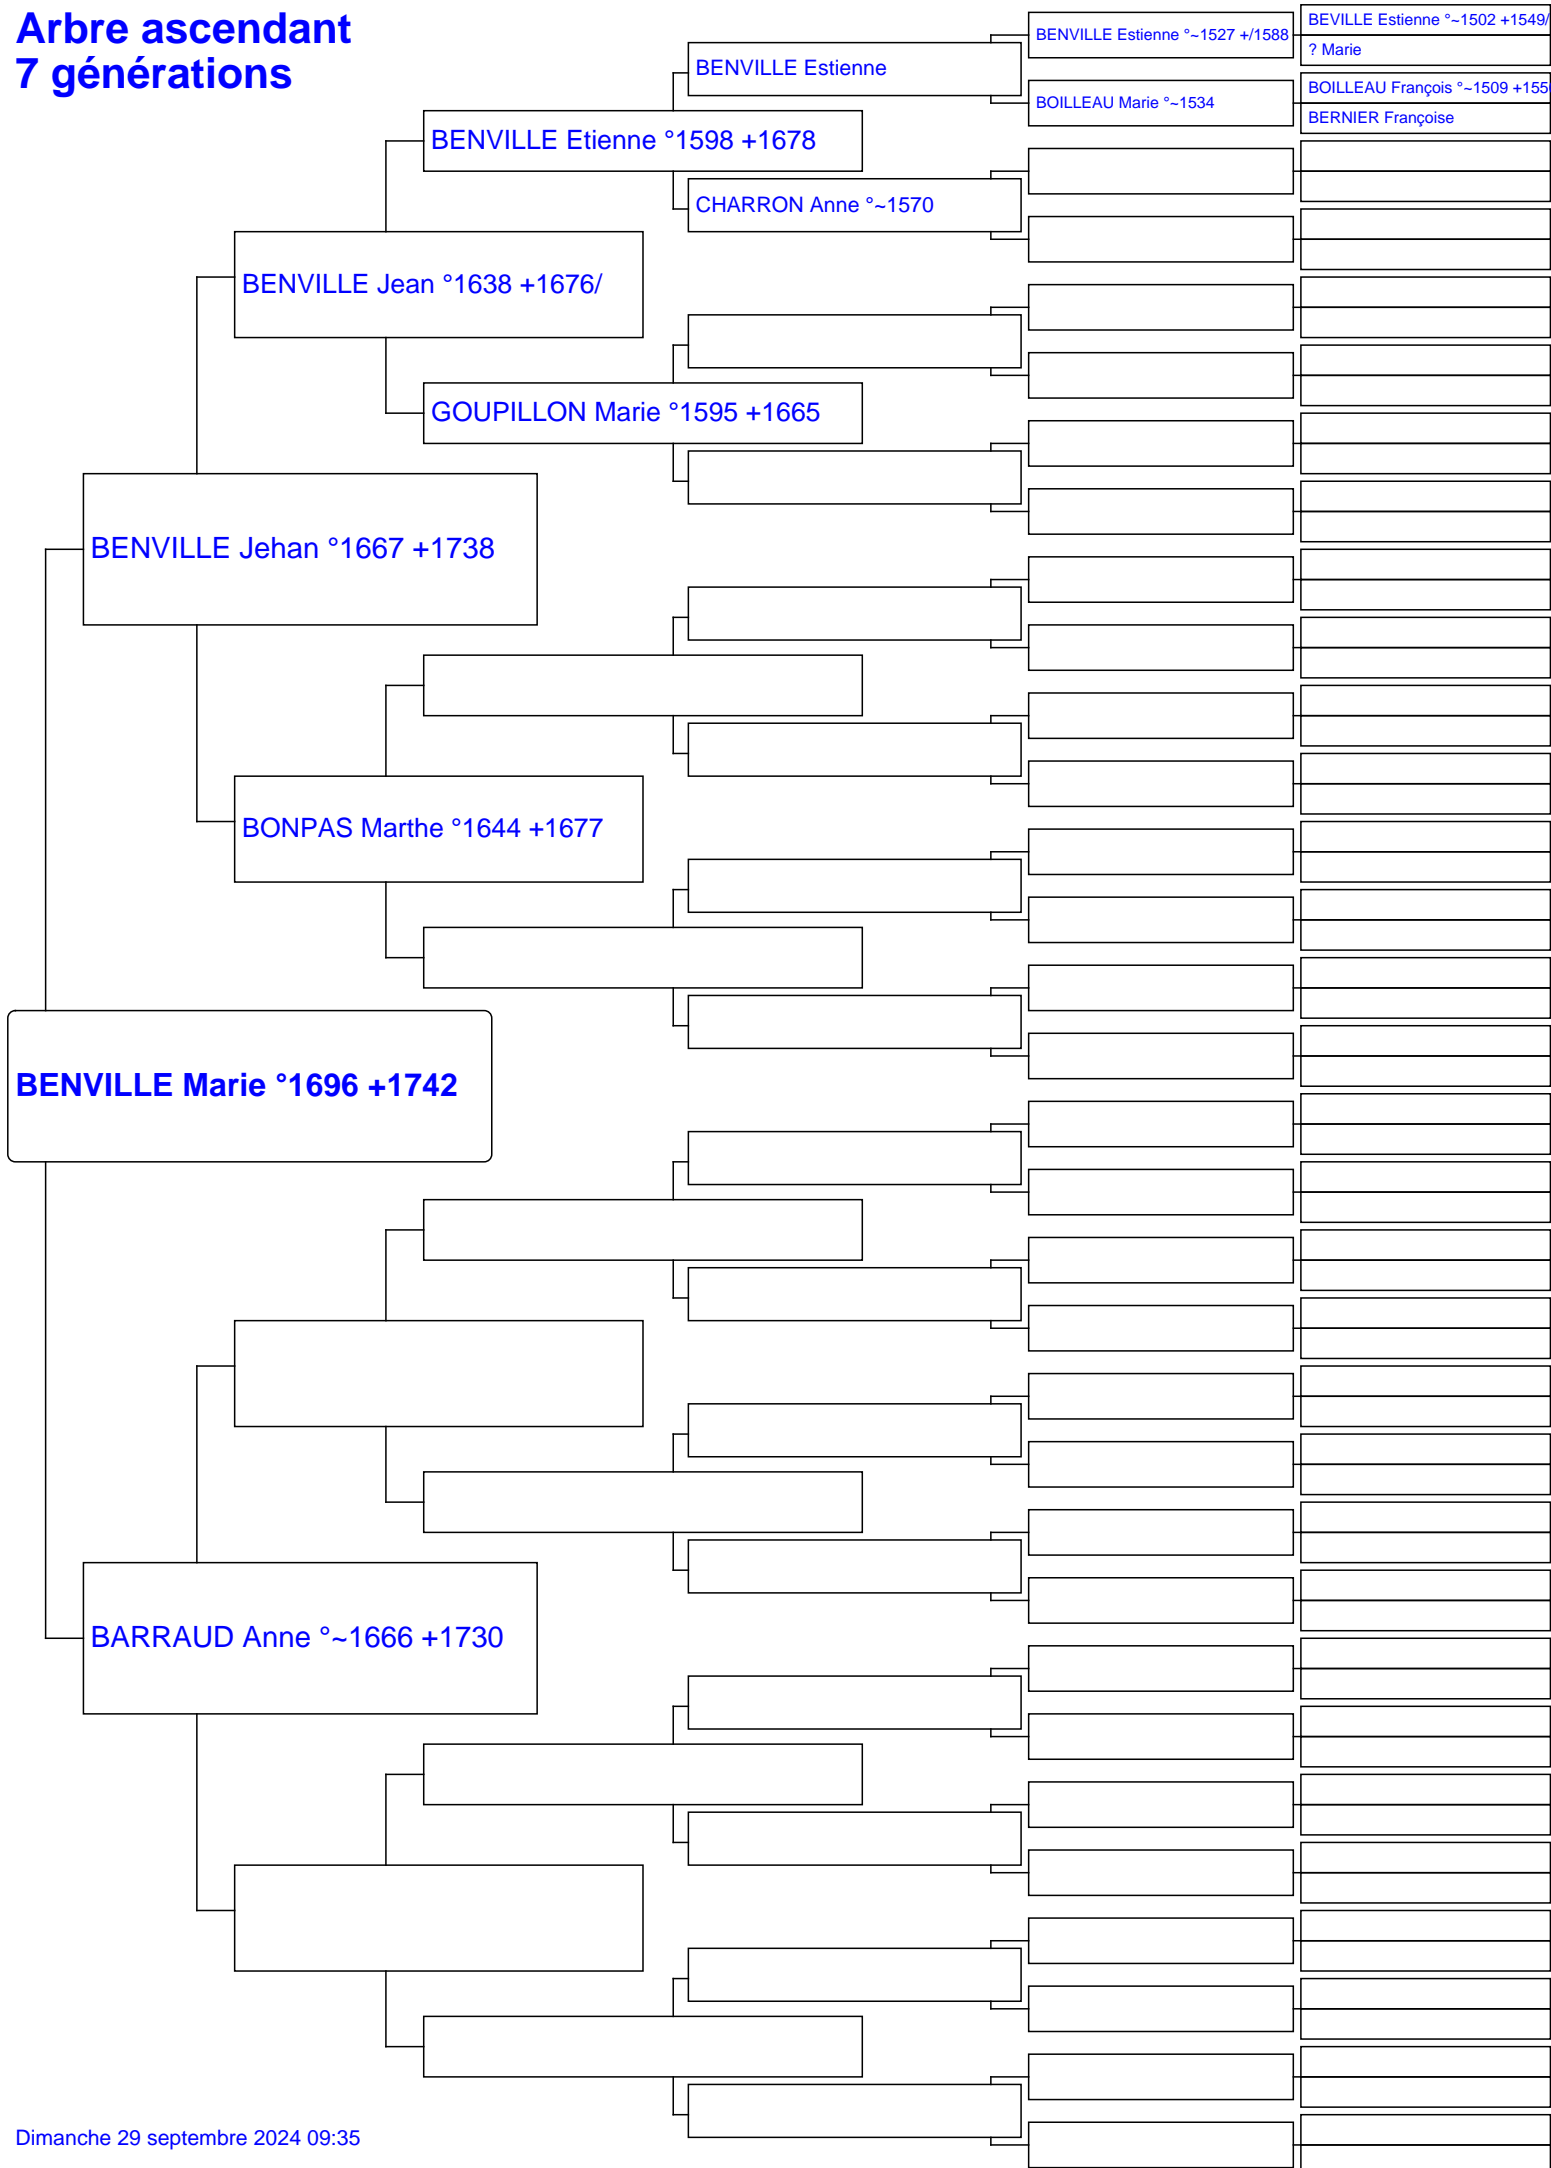 Arbre ascendant
7 générations
BENVILLE Estienne °~1527 +/1588
BEVILLE Estienne °~1502 +1549/
? Marie
BENVILLE Estienne
BOILLEAU Marie °~1534
BOILLEAU François °~1509 +155
BERNIER Françoise
BENVILLE Etienne °1598 +1678
CHARRON Anne °~1570
BENVILLE Jean °1638 +1676/
GOUPILLON Marie °1595 +1665
BENVILLE Jehan °1667 +1738
BONPAS Marthe °1644 +1677
BENVILLE Marie °1696 +1742
BARRAUD Anne °~1666 +1730
Dimanche 29 septembre 2024 09:35